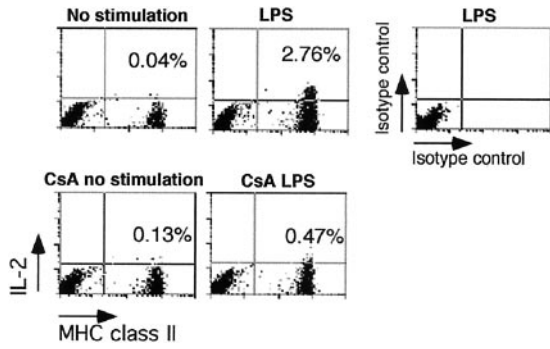 No stimulation
LPS
LPS
0.04%
2.76%
Isotype control
Isotype control
CsA no stimulation
CsA LPS
0.13%
0.47%
IL-2
MHC class II